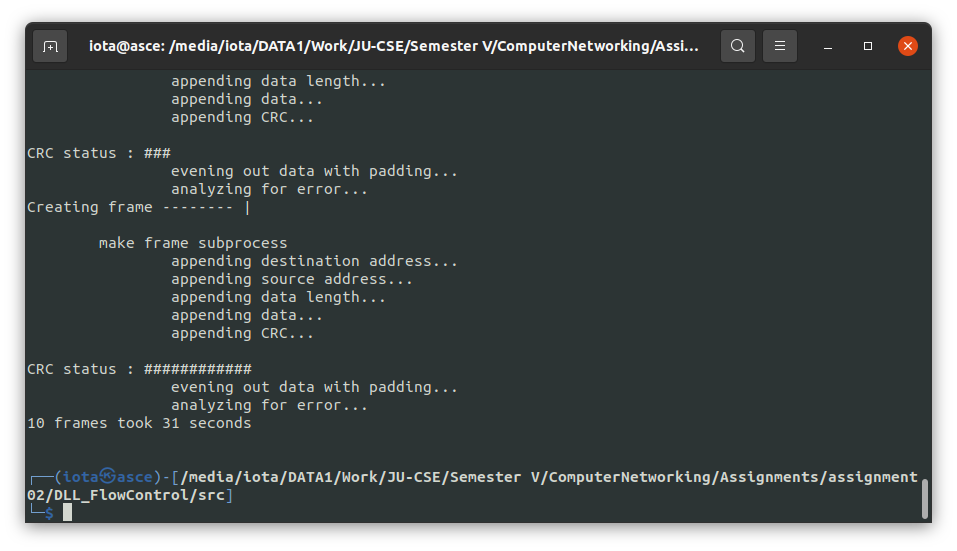 iota@asce: /media/iota/DATA1/Work/JU-CSE/Semester V/ComputerNetworking/Assi...
appending data length...
appending data...
appending CRC...
CRC status : ###
evening out data with padding...
analyzing for error...
Creating frame -------- |
make frame subprocess
appending destination address...
appending source address...
appending data length...
appending data...
appending CRC...
CRC status : ############
evening out data with padding...
analyzing for error...
10 frames took 31 seconds
┌──(iota㉿asce)-[/media/iota/DATA1/Work/JU-CSE/Semester V/ComputerNetworking/Assignments/assignment
02/DLL_FlowControl/src]
└─$